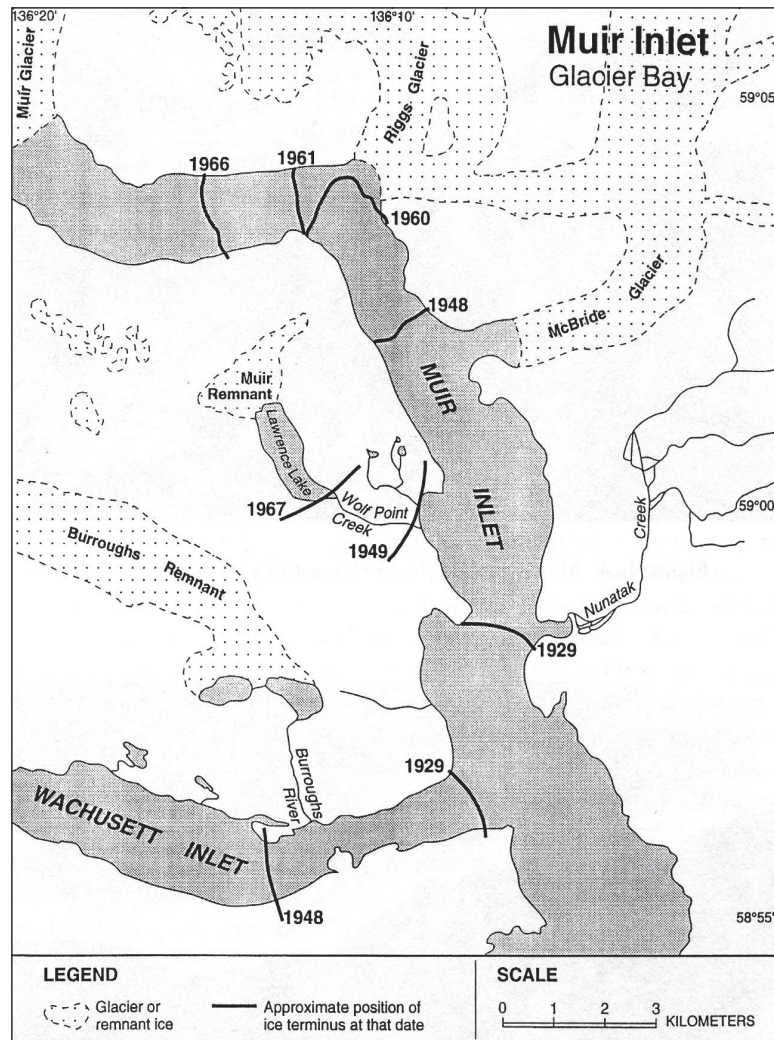 136°20'
136°10'
Muir Inlet
Glacier Bay
Muir Glacier
Riggs Glacier
59°05'
1966
1961
1960
1948
McBride Glacier
MUIR INLET
Muir
Remnant
Lawrence Lake
1967
Wolf Point
Creek
1949
59°00'
Burroughs Remnant
Nunatak Creek
1929
1929
Burroughs
River
WACHUSETT INLET
1948
58°55'
LEGEND
Glacier or
remnant ice
Approximate position of
ice terminus at that date
SCALE
0 1 2 3
KILOMETERS